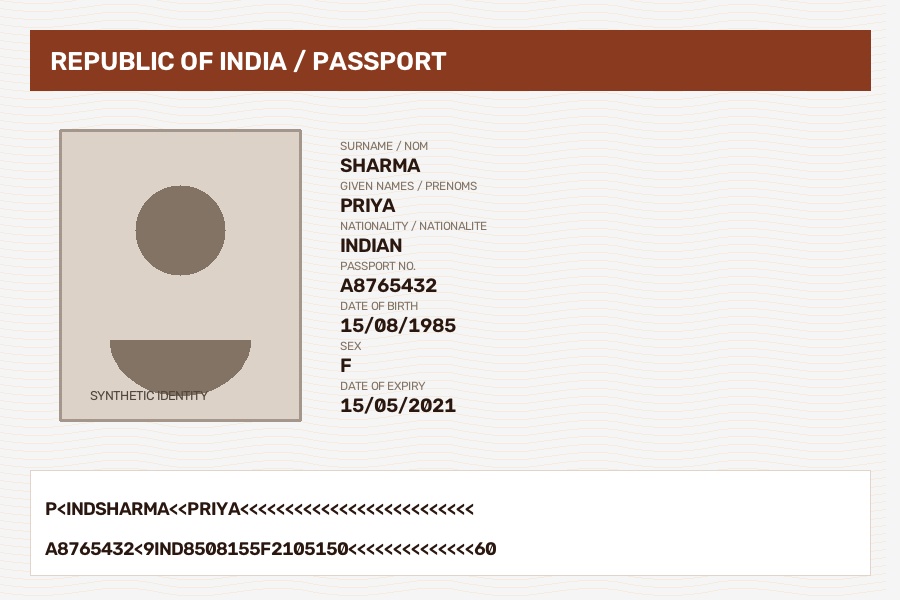 REPUBLIC OF INDIA / PASSPORT
SURNAME / NOM
SHARMA
GIVEN NAMES / PRENOMS
PRIYA
NATIONALITY / NATIONALITE
INDIAN
PASSPORT NO.
A8765432
DATE OF BIRTH
15/08/1985
SEX
F
DATE OF EXPIRY
15/05/2021
SYNTHETIC IDENTITY
P<INDSHARMA<<PRIYA<<<<<<<<<<<<<<<<<<<<<<<<<<
A8765432<9IND8508155F2105150<<<<<<<<<<<<<<60